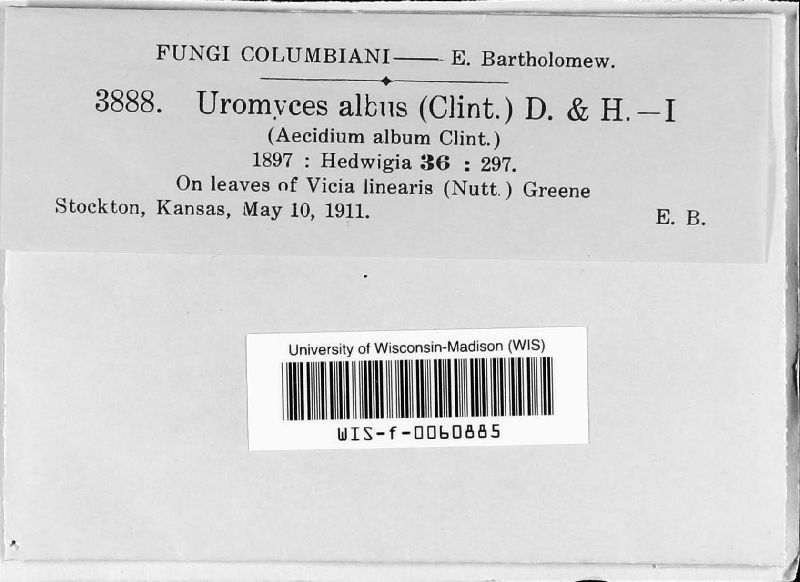 FUNGI COLUMBIANI—— E. Bartholomew.
3888. Uromyces albus (Clint.) D. & H.—I
(Aecidium album Clint.)
1897 : Hedwigia 36 : 297.
On leaves of Vicia linearis (Nutt.) Greene
Stockton, Kansas, May 10, 1911.
E. B.
University of Wisconsin-Madison (WIS)
WIS-f-0060885